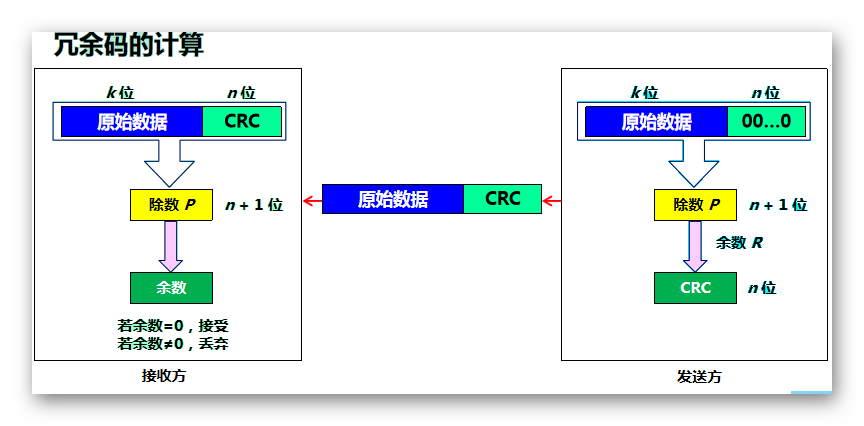 冗余码的计算
k 位 n 位
原始数据 CRC
除数 P n + 1 位
余数
若余数=0，接受
若余数≠0，丢弃
接收方
原始数据 CRC
k 位 n 位
原始数据 00…0
除数 P n + 1 位
余数 R
CRC n 位
发送方